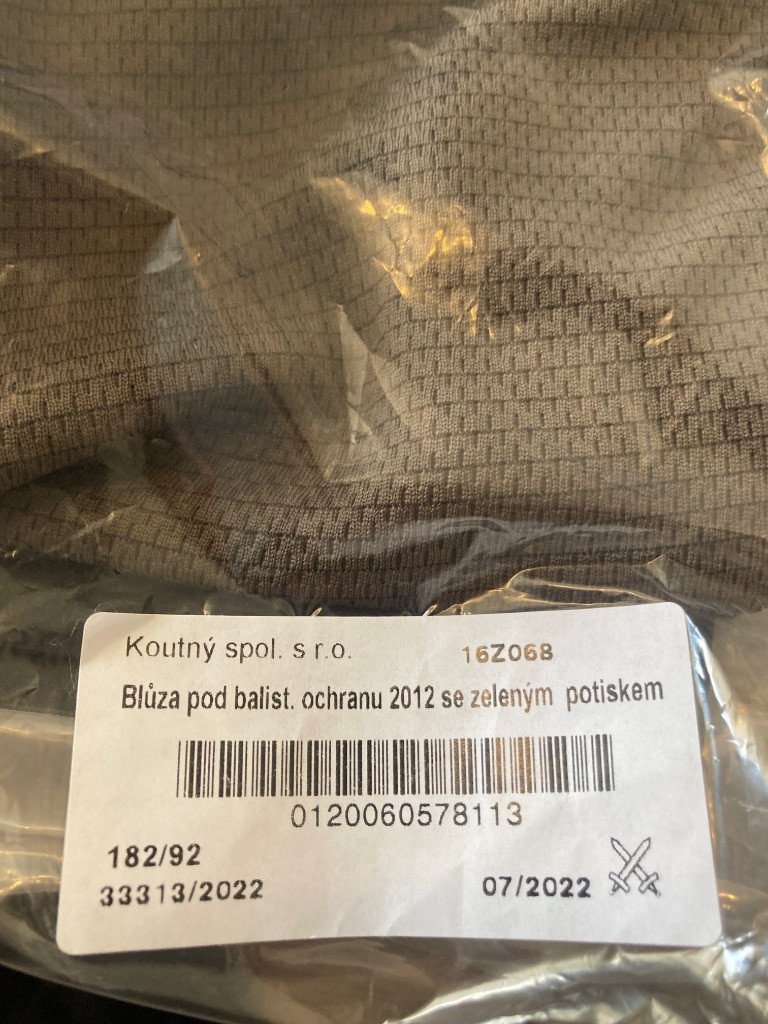 Koutný spol. s r.o. 16Z068
Blůza pod balist. ochranu 2012 se zeleným potiskem
0120060578113
182/92
33313/2022 07/2022